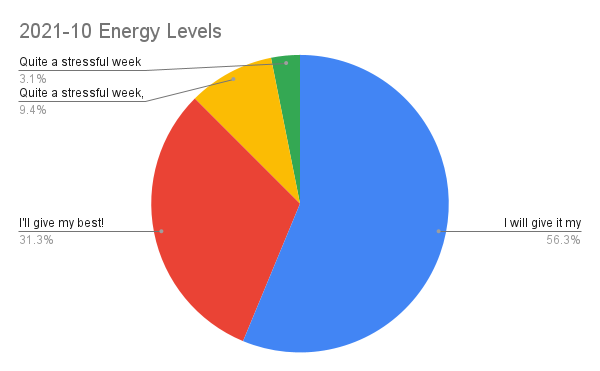 2021-10 Energy Levels
Quite a stressful week
3.1%
Quite a stressful week,
9.4%
I'll give my best!
31.3%
I will give it my
56.3%